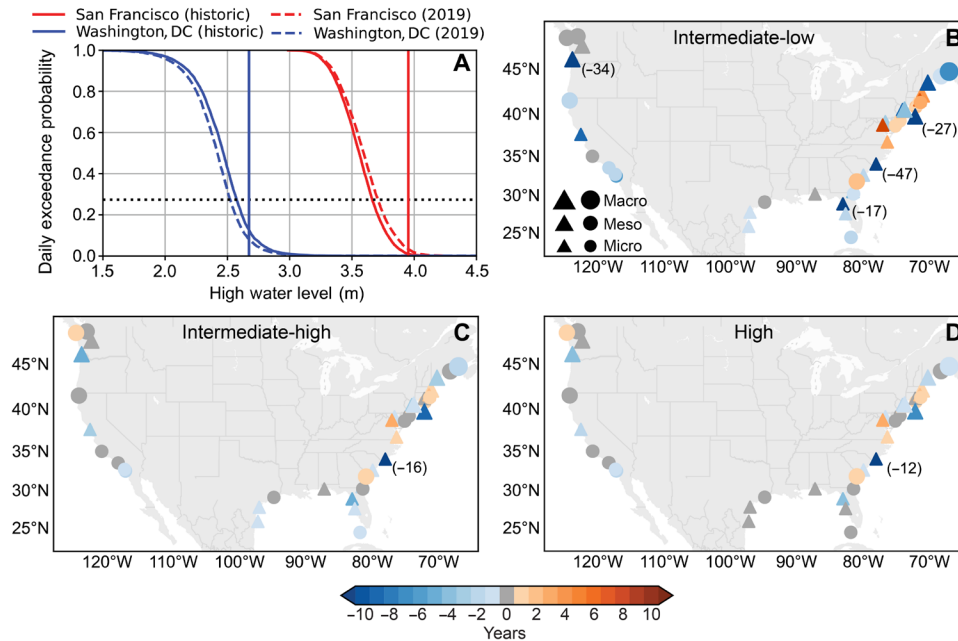 San Francisco (historic)
San Francisco (2019)
Washington, DC (historic)
Washington, DC (2019)
A
Daily exceedance probability
1.0
0.8
0.6
0.4
0.2
0.0
1.5 2.0 2.5 3.0 3.5 4.0 4.5
High water level (m)
Intermediate-low
B
45°N
40°N
35°N
30°N
25°N
(−34)
(−27)
(−47)
(−17)
Macro
Meso
Micro
120°W 110°W 100°W 90°W 80°W 70°W
Intermediate-high
C
45°N
40°N
35°N
30°N
25°N
(−16)
120°W 110°W 100°W 90°W 80°W 70°W
High
D
45°N
40°N
35°N
30°N
25°N
(−12)
120°W 110°W 100°W 90°W 80°W 70°W
−10 −8 −6 −4 −2 0 2 4 6 8 10
Years